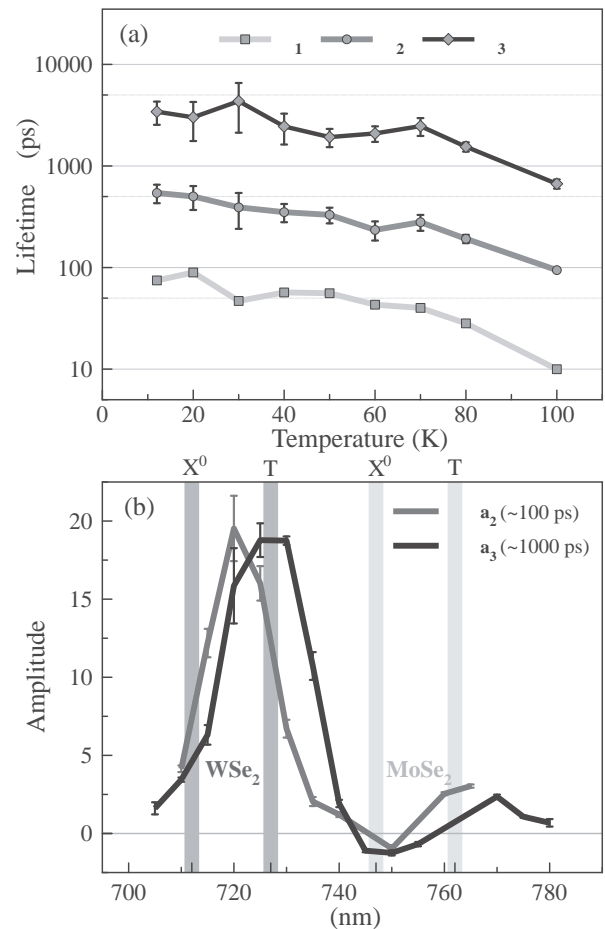 (a)
1 2 3
10000
1000
100
10
Lifetime (ps)
0 20 40 60 80 100
Temperature (K)
X⁰ T X⁰ T
(b)
a₂ (~100 ps)
a₃ (~1000 ps)
20
15
10
5
0
Amplitude
WSe₂ MoSe₂
700 720 740 760 780
(nm)